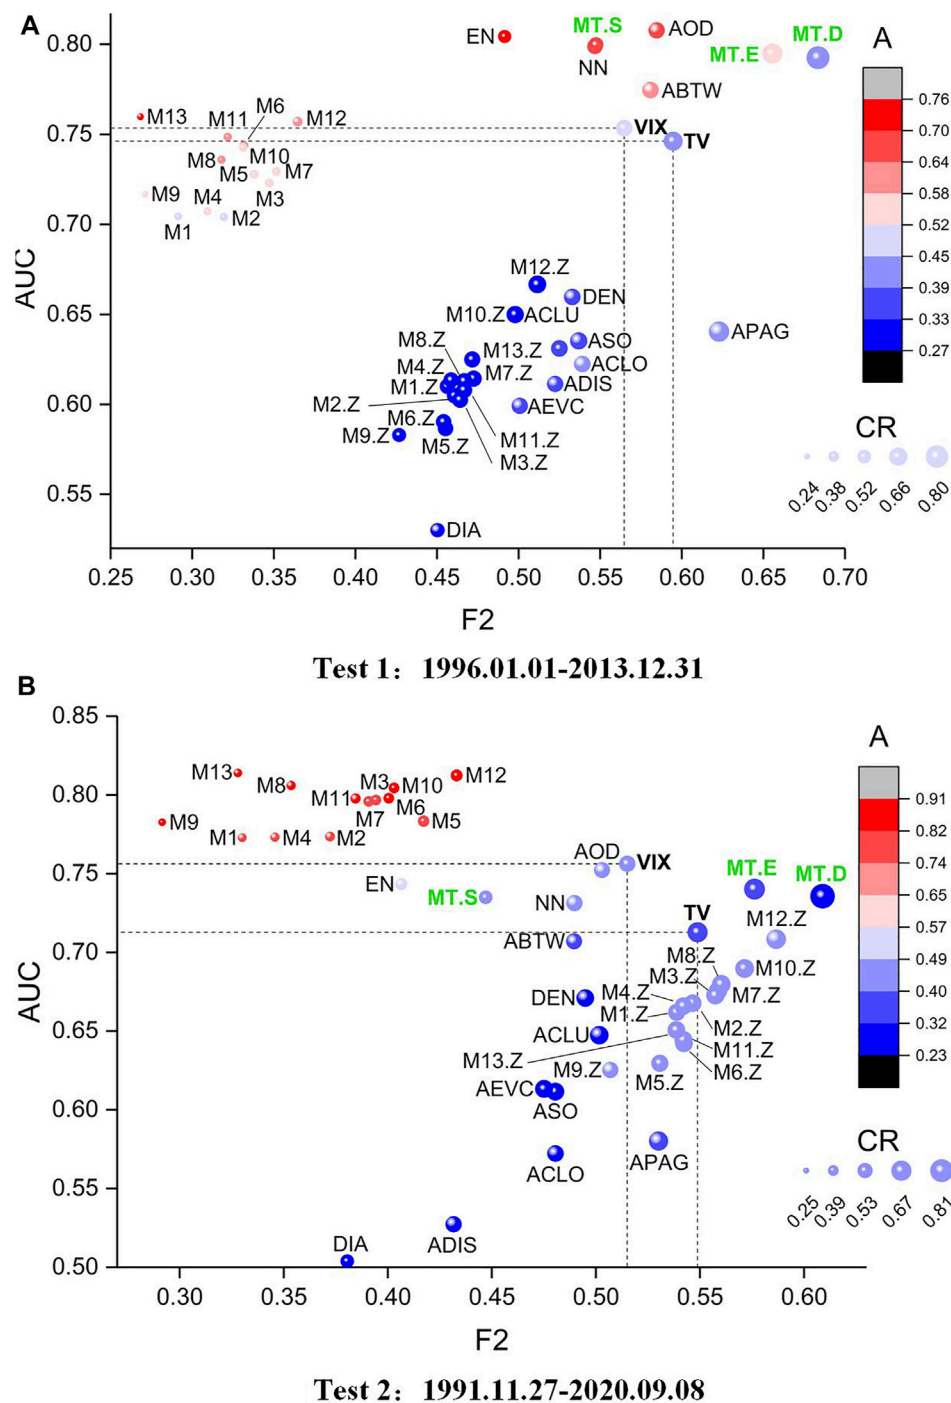 A
AUC
0.80
0.75
0.70
0.65
0.60
0.55
EN
MT.S
NN
AOD
MT.E
MT.D
ABTW
VIX
TV
M13
M11
M6
M12
M8
M5
M10
M7
M9
M4
M3
M1
M2
M12.Z
DEN
M10.Z
ACLU
APAG
M8.Z
M13.Z
ASO
M4.Z
ACLO
M1.Z
M7.Z
ADIS
M2.Z
AEVC
M6.Z
M9.Z
M5.Z
M11.Z
M3.Z
DIA
0.25 0.30 0.35 0.40 0.45 0.50 0.55 0.60 0.65 0.70
F2
A
0.76
0.70
0.64
0.58
0.52
0.45
0.39
0.33
0.27
CR
0.24 0.38 0.52 0.66 0.80
Test 1：1996.01.01-2013.12.31
B
AUC
0.85
0.80
0.75
0.70
0.65
0.60
0.55
0.50
M13
M8
M3
M10
M12
M11
M6
M7
M9
M5
M1
M4
M2
AOD
VIX
EN
MT.S
NN
MT.E
MT.D
TV
M12.Z
ABTW
M8.Z
M3.Z
M10.Z
DEN
M4.Z
M7.Z
M1.Z
M2.Z
ACLU
M13.Z
M11.Z
M9.Z
M6.Z
M5.Z
AEVC
ASO
ACLO
APAG
DIA
ADIS
0.30 0.35 0.40 0.45 0.50 0.55 0.60
F2
A
0.91
0.82
0.74
0.65
0.57
0.49
0.40
0.32
0.23
CR
0.25 0.39 0.53 0.67 0.81
Test 2：1991.11.27-2020.09.08